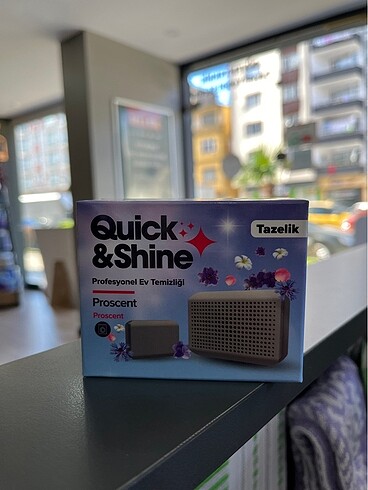 Quick
&Shine
Tazelik
Profesyonel Ev Temizliği
Proscent
Proscent